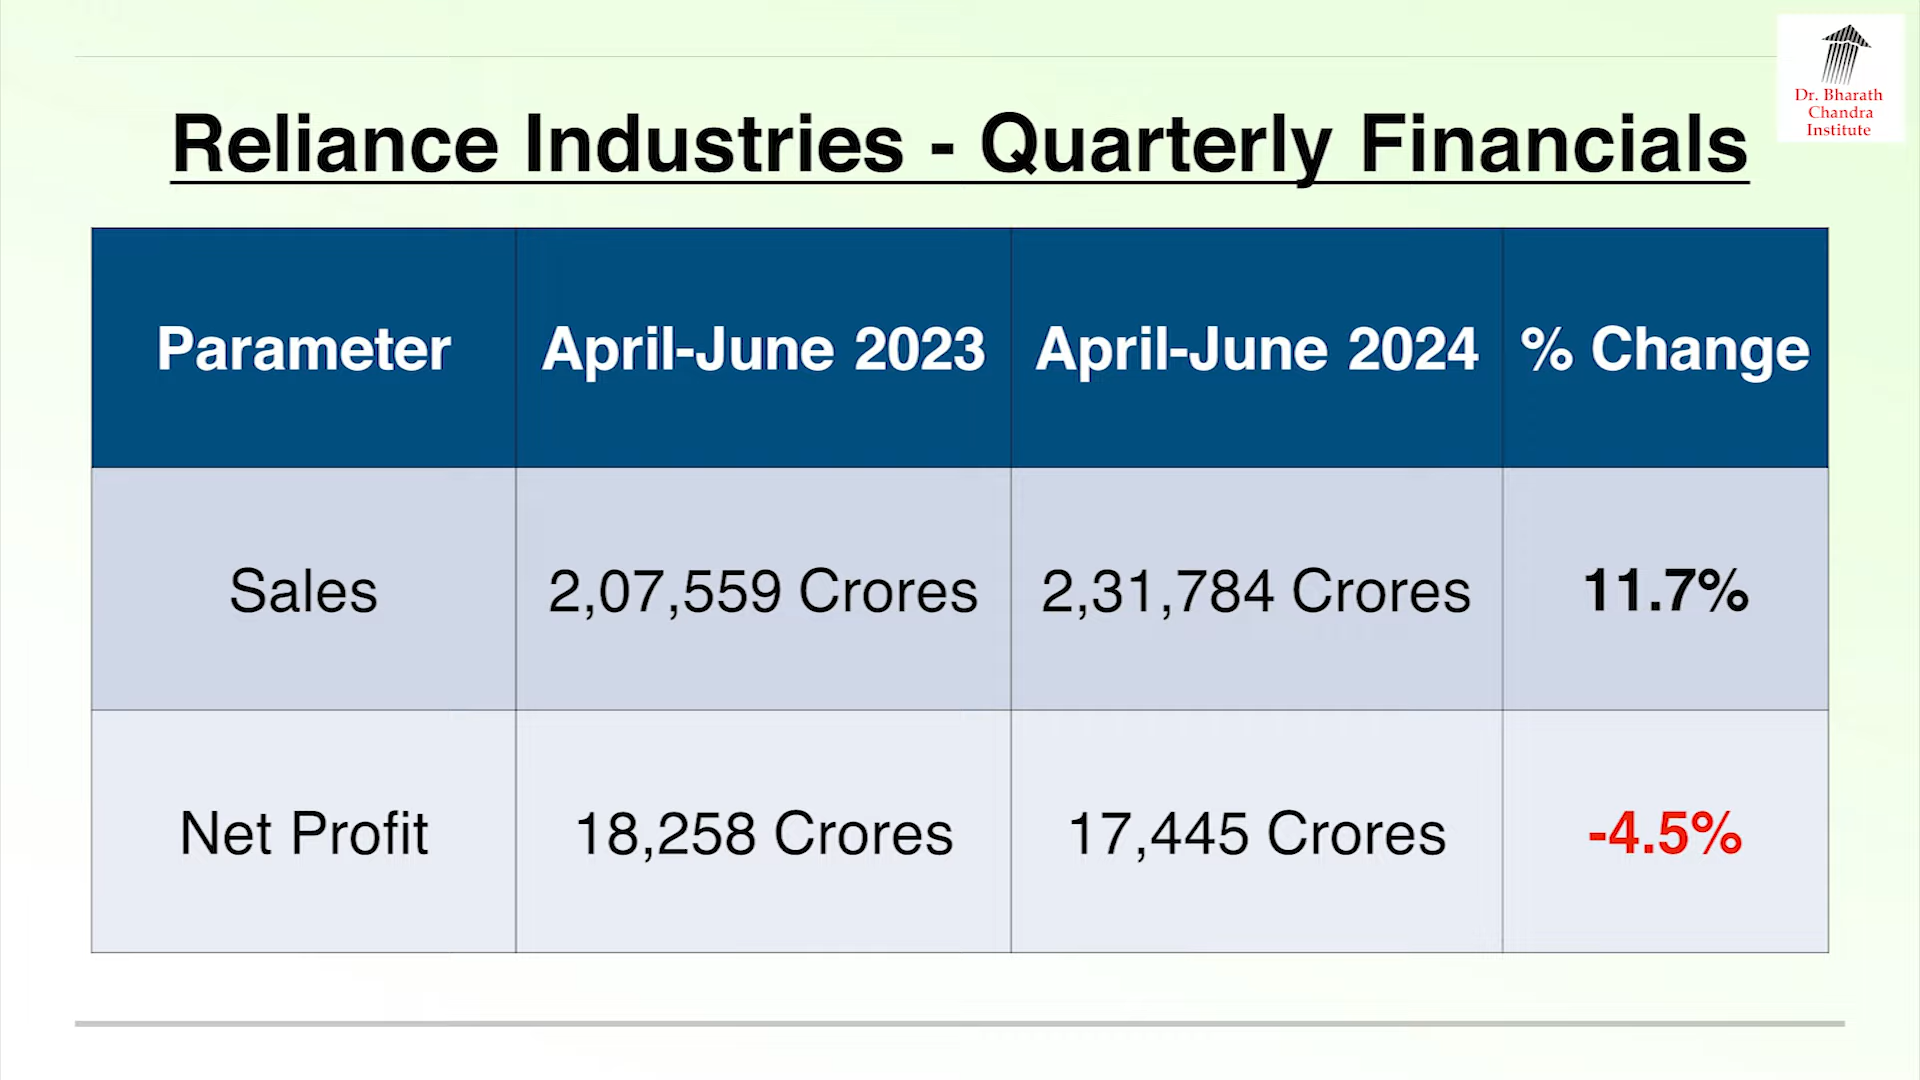 Dr. Bharath
Chandra
Institute
Reliance Industries - Quarterly Financials
Parameter April-June 2023 April-June 2024 % Change
Sales 2,07,559 Crores 2,31,784 Crores 11.7%
Net Profit 18,258 Crores 17,445 Crores -4.5%